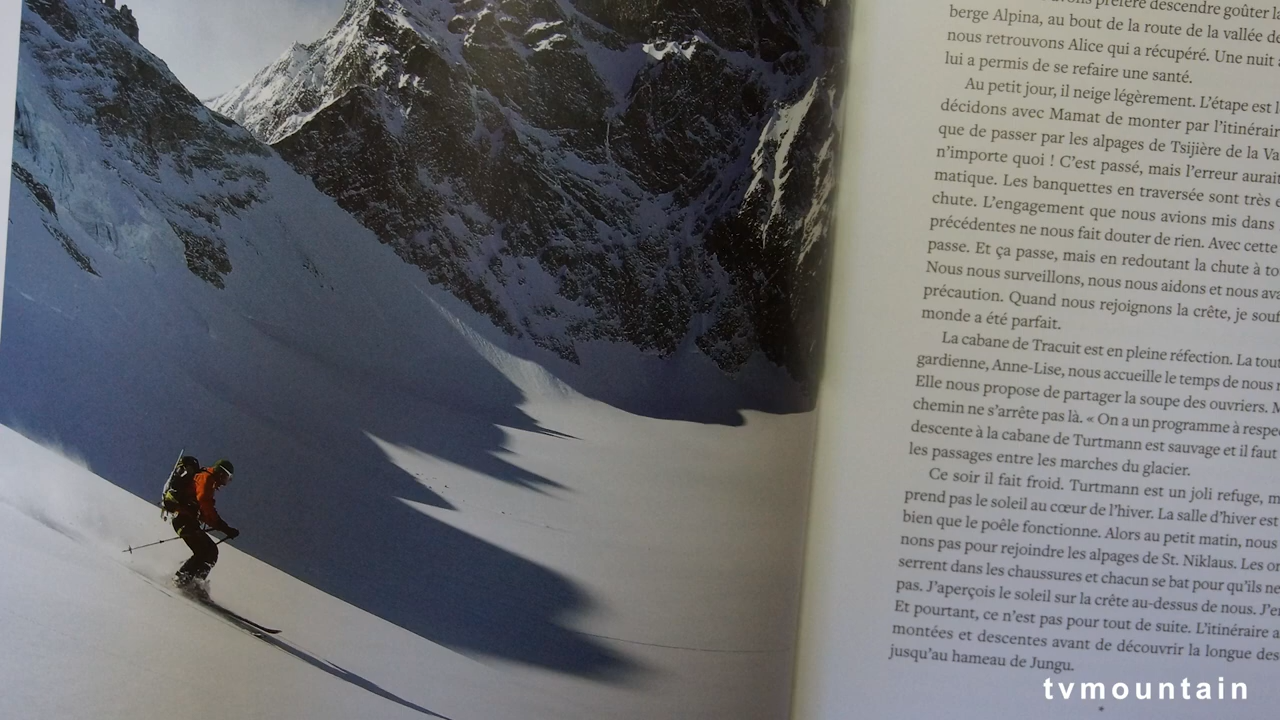 préféré descendre goûter
berge Alpina, au bout de la route de la vallée de
nous retrouvons Alice qui a récupéré. Une nuit
lui a permis de se refaire une santé.
Au petit jour, il neige légèrement. L'étape est
décidons avec Mamat de monter par l'itinérair
que de passer par les alpages de Tsijière de la Va
n'importe quoi ! C'est passé, mais l'erreur aurait
matique. Les banquettes en traversée sont très
chute. L'engagement que nous avions mis dans
précédentes ne nous fait douter de rien. Avec cette
passe. Et ça passe, mais en redoutant la chute à to
Nous nous surveillons, nous nous aidons et nous ava
précaution. Quand nous rejoignons la crête, je souf
monde a été parfait.
La cabane de Tracuit est en pleine réfection. La tout
gardienne, Anne-Lise, nous accueille le temps de nous
Elle nous propose de partager la soupe des ouvriers. M
chemin ne s'arrête pas là. « On a un programme à respe
descente à la cabane de Turtmann est sauvage et il faut
les passages entre les marches du glacier.
Ce soir il fait froid. Turtmann est un joli refuge, m
prend pas le soleil au cœur de l'hiver. La salle d'hiver est
bien que le poêle fonctionne. Alors au petit matin, nous
nons pas pour rejoindre les alpages de St. Niklaus. Les or
serrent dans les chaussures et chacun se bat pour qu'ils ne
pas. J'aperçois le soleil sur la crête au-dessus de nous. J'e
Et pourtant, ce n'est pas pour tout de suite. L'itinéraire a
montées et descentes avant de découvrir la longue des
jusqu'au hameau de Jungu.
tvmountain